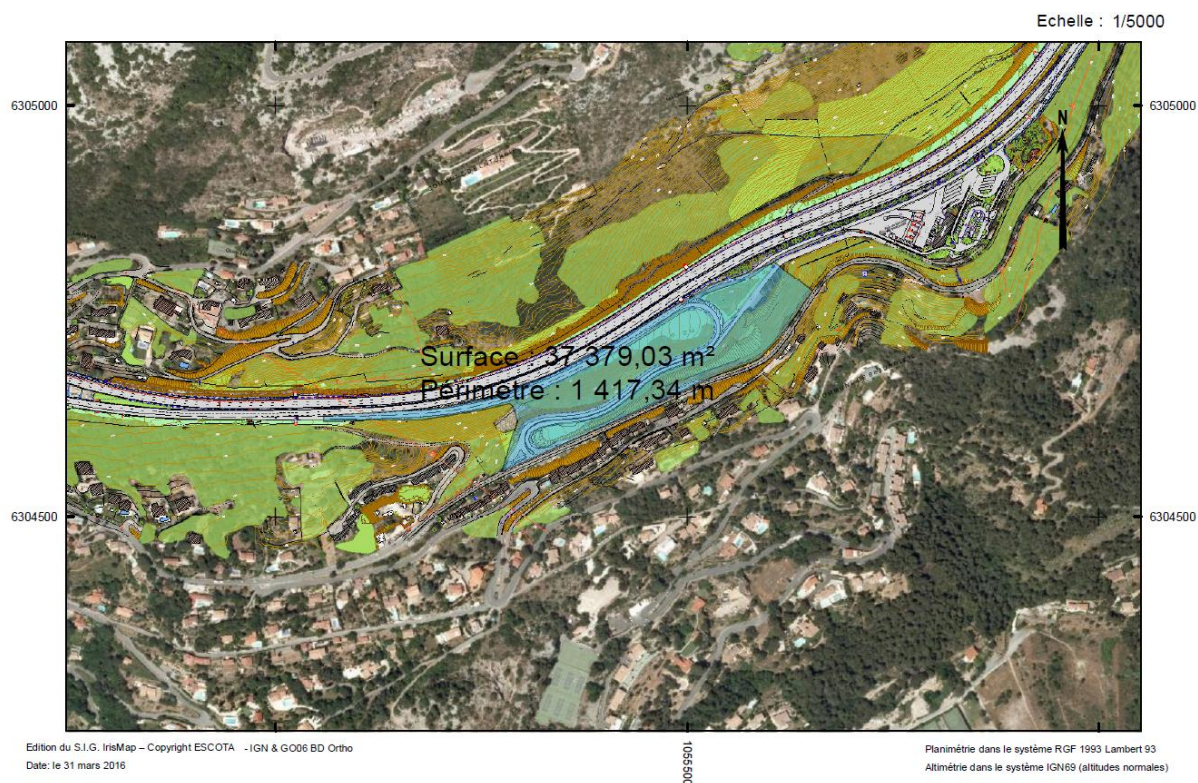 Echelle : 1/5000
6305000
6305000
N
Surface : 37 379,03 m²
Périmètre : 1 417,34 m
6304500
6304500
1055500
Edition du S.I.G. IrisMap – Copyright ESCOTA - IGN & GO06 BD Ortho
Date: le 31 mars 2016
Planimétrie dans le système RGF 1993 Lambert 93
Altimétrie dans le système IGN69 (altitudes normales)